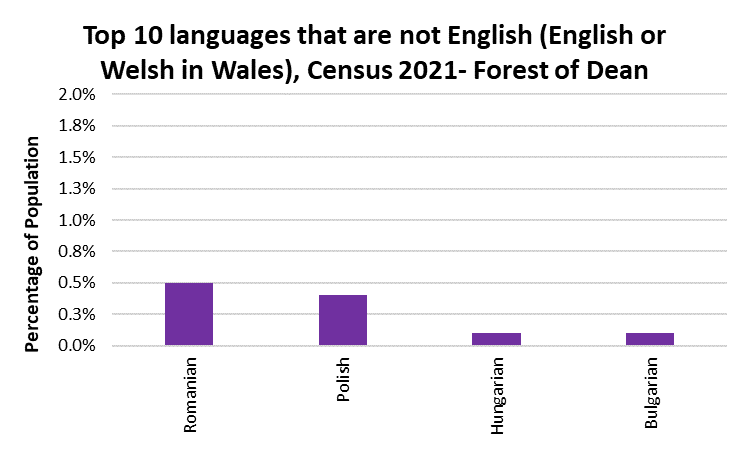 Top 10 languages that are not English (English or
Welsh in Wales), Census 2021- Forest of Dean
Percentage of Population
2.0%
1.8%
1.5%
1.3%
1.0%
0.8%
0.5%
0.3%
0.0%
Romanian
Polish
Hungarian
Bulgarian